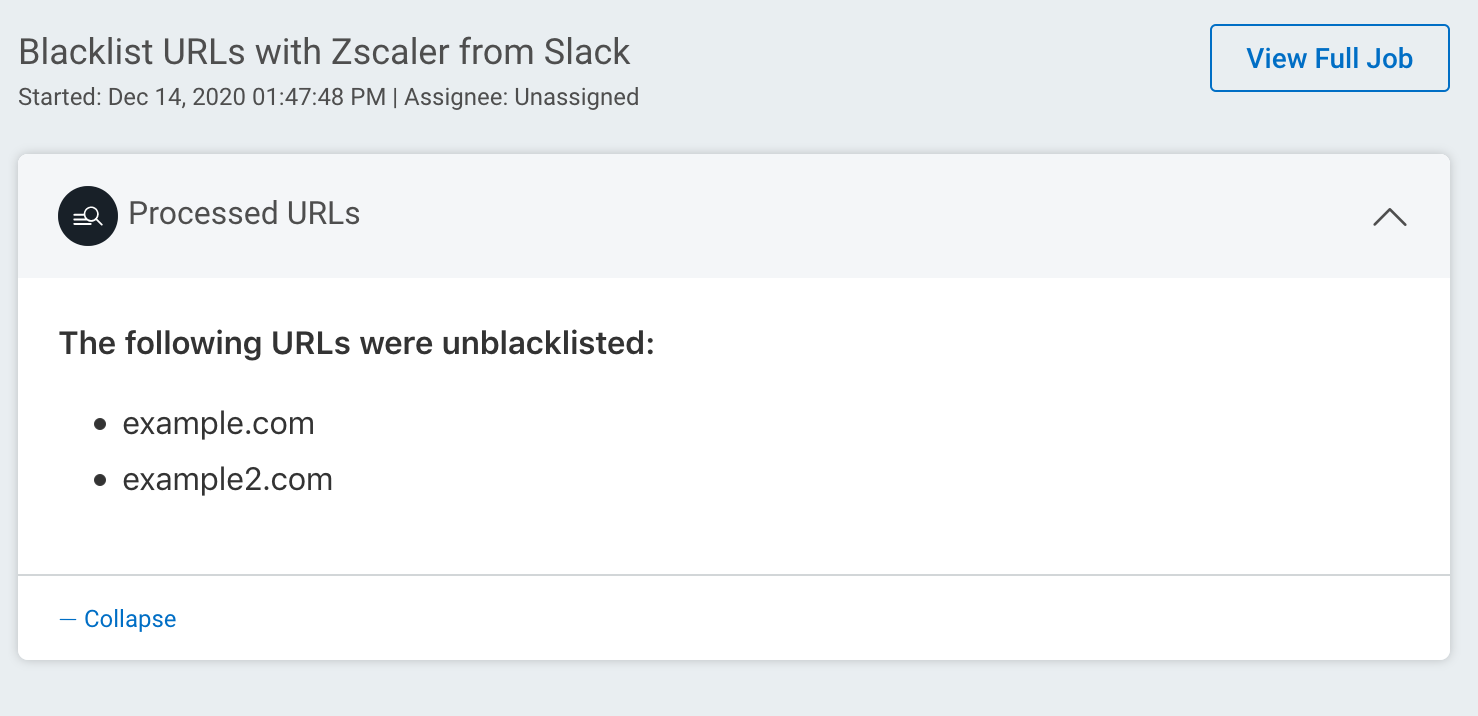 Blacklist URLs with Zscaler from Slack
View Full Job
Started: Dec 14, 2020 01:47:48 PM | Assignee: Unassigned
Processed URLs
The following URLs were unblacklisted:
• example.com
• example2.com
— Collapse